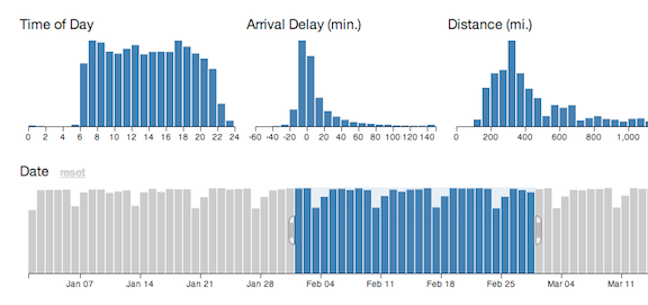 Time of Day Arrival Delay (min.) Distance (mi.)
0 2 4 6 8 10 12 14 16 18 20 22 24 -60 -40 -20 0 20 40 60 80 100 120 140 0 200 400 600 800 1,000
Date reset
Jan 07 Jan 14 Jan 21 Jan 28 Feb 04 Feb 11 Feb 18 Feb 25 Mar 04 Mar 11